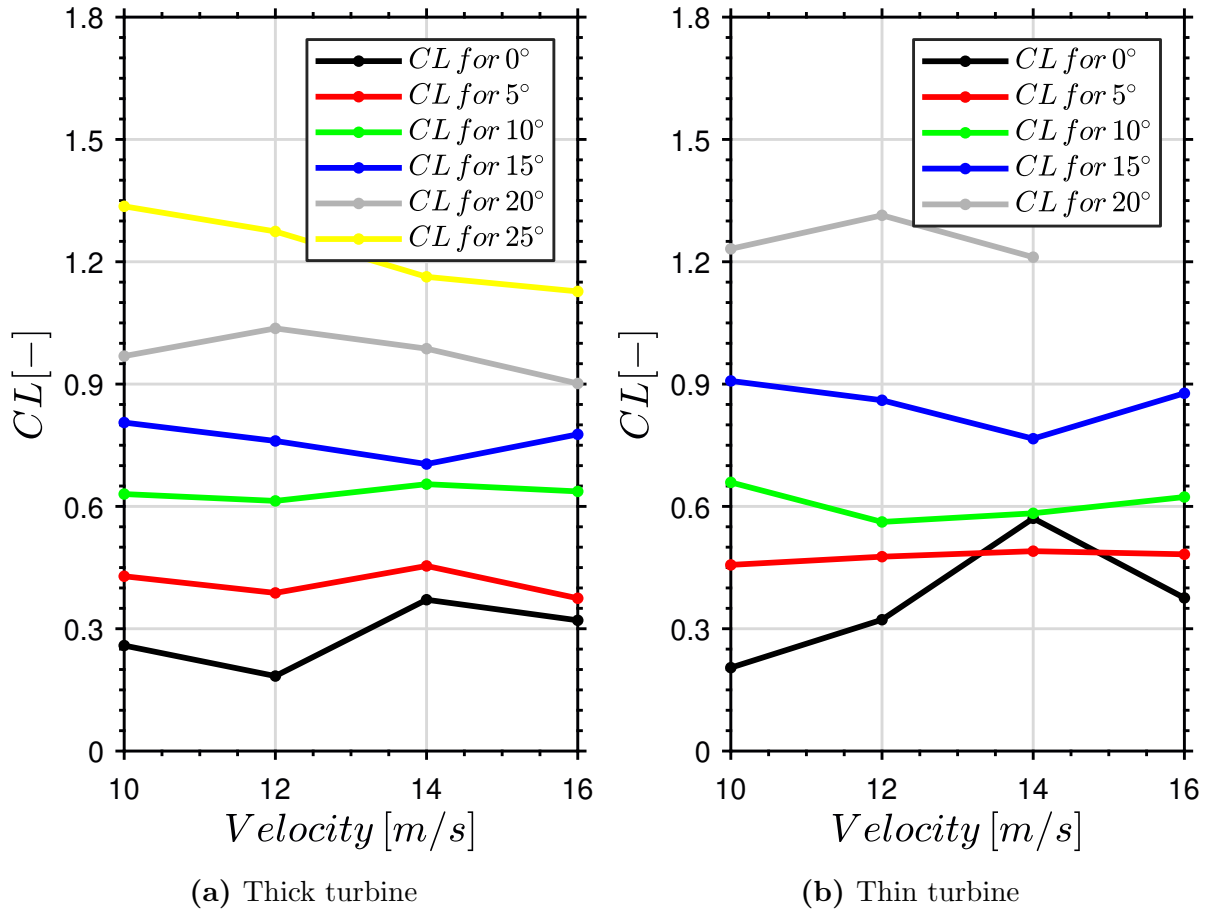 1.8
1.5
1.2
0.9
0.6
0.3
0
10
12
14
16
CL[−]
Velocity [m/s]
CL for 0°
CL for 5°
CL for 10°
CL for 15°
CL for 20°
CL for 25°
(a) Thick turbine
1.8
1.5
1.2
0.9
0.6
0.3
0
10
12
14
16
CL[−]
Velocity [m/s]
CL for 0°
CL for 5°
CL for 10°
CL for 15°
CL for 20°
(b) Thin turbine